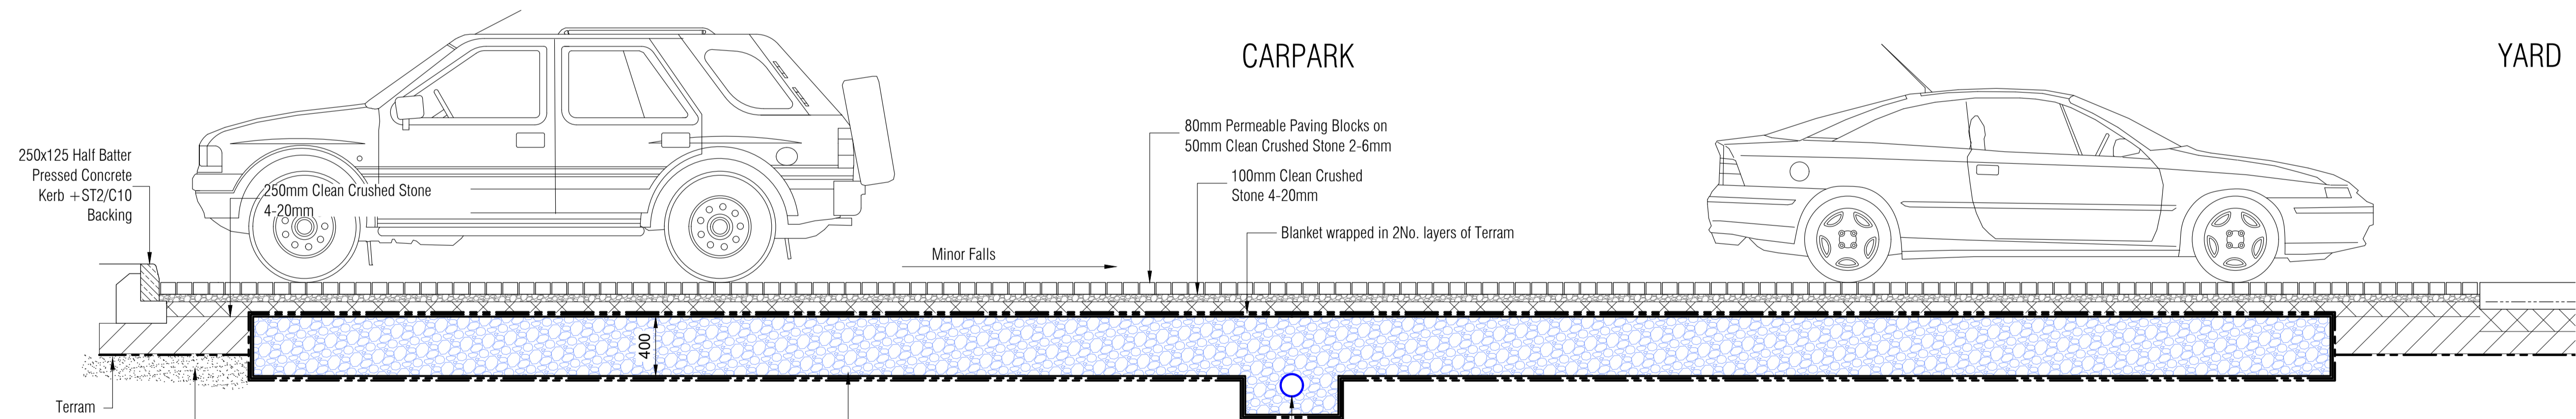 CARPARK
YARD
80mm Permeable Paving Blocks on
50mm Clean Crushed Stone 2-6mm
250x125 Half Batter
Pressed Concrete
Kerb +ST2/C10
Backing
250mm Clean Crushed Stone
4-20mm
100mm Clean Crushed
Stone 4-20mm
Blanket wrapped in 2No. layers of Terram
Minor Falls
400
Terram